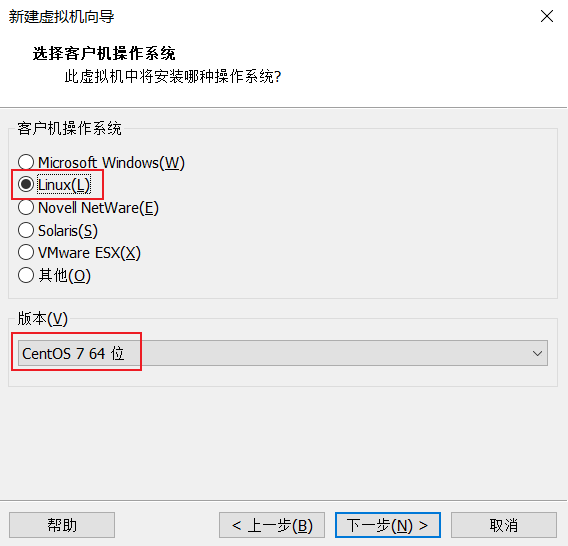 新建虚拟机向导
选择客户机操作系统
此虚拟机中将安装哪种操作系统?
客户机操作系统
Microsoft Windows(W)
Linux(L)
Novell NetWare(E)
Solaris(S)
VMware ESX(X)
其他(O)
版本(V)
CentOS 7 64 位
帮助
< 上一步(B)
下一步(N) >
取消